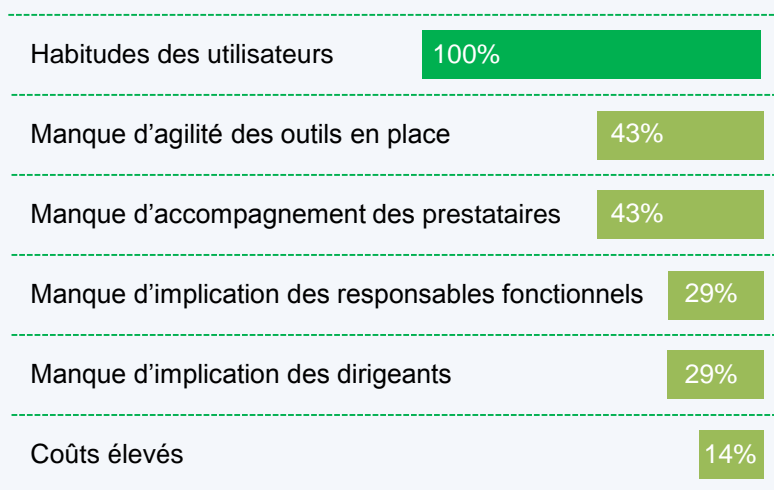 Habitudes des utilisateurs 100%
Manque d’agilité des outils en place 43%
Manque d’accompagnement des prestataires 43%
Manque d’implication des responsables fonctionnels 29%
Manque d’implication des dirigeants 29%
Coûts élevés 14%